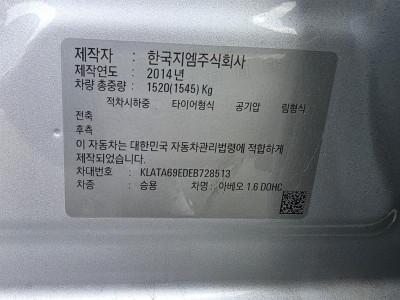 제작자 : 한국지엠주식회사
제작연도 : 2014년
차량 총중량 : 1520(1545) Kg
적차시하중 타이어형식 공기압 림형식
전축
후측
이 자동차는 대한민국 자동차관리법령에 적합하게
제작되었습니다.
차대번호 : KLATA69EDEB728513
차종 : 승용 차명 : 아베오 1.6 DOHC